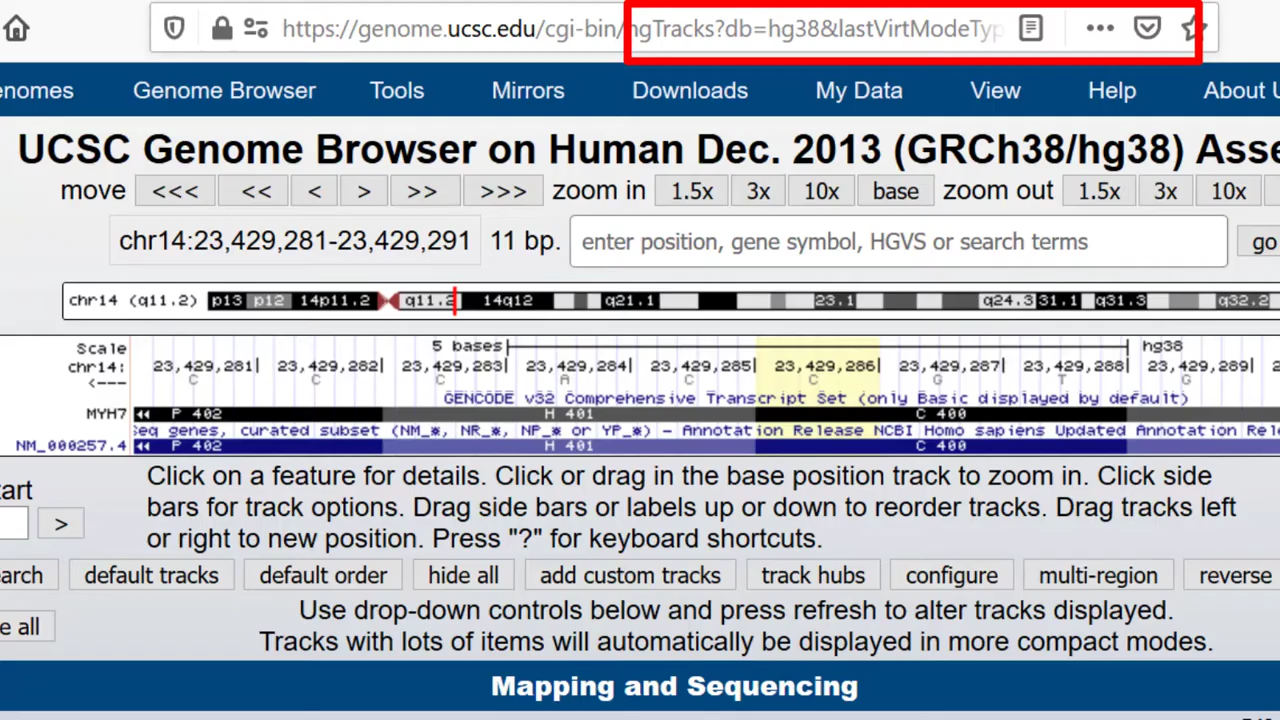 https://genome.ucsc.edu/cgi-bin/hgTracks?db=hg38&lastVirtModeTyp
enomes Genome Browser Tools Mirrors Downloads My Data View Help About U
UCSC Genome Browser on Human Dec. 2013 (GRCh38/hg38) Asse
move <<< << < > >> >>> zoom in 1.5x 3x 10x base zoom out 1.5x 3x 10x
chr14:23,429,281-23,429,291 11 bp. enter position, gene symbol, HGVS or search terms go
chr14 (q11.2) p13 p12 14p11.2 q11.2 14q12 q21.1 23.1 q24.3 31.1 q31.3 q32.2
Scale 5 bases hg38
chr14: 23,429,281| 23,429,282| 23,429,283| 23,429,284| 23,429,285| 23,429,286| 23,429,287| 23,429,288| 23,429,289|
<--- C C C A C C G T G
GENCODE v32 Comprehensive Transcript Set (only Basic displayed by default)
MYH7 P 402 H 401 C 400
Seq genes, curated subset (NM_*, NR_*, NP_* or YP_*) - Annotation Release NCBI Homo sapiens Updated Annotation Rel
NM_000257.4 P 402 H 401 C 400
Click on a feature for details. Click or drag in the base position track to zoom in. Click side
tart bars for track options. Drag side bars or labels up or down to reorder tracks. Drag tracks left
> or right to new position. Press "?" for keyboard shortcuts.
earch default tracks default order hide all add custom tracks track hubs configure multi-region reverse
Use drop-down controls below and press refresh to alter tracks displayed.
e all Tracks with lots of items will automatically be displayed in more compact modes.
Mapping and Sequencing